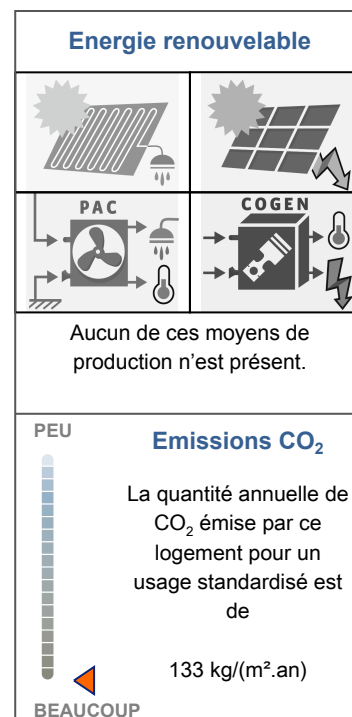 Energie renouvelable
PAC
COGEN
Aucun de ces moyens de
production n'est présent.
PEU
Emissions CO₂
La quantité annuelle de
CO₂ émise par ce
logement pour un
usage standardisé est
de
133 kg/(m².an)
BEAUCOUP